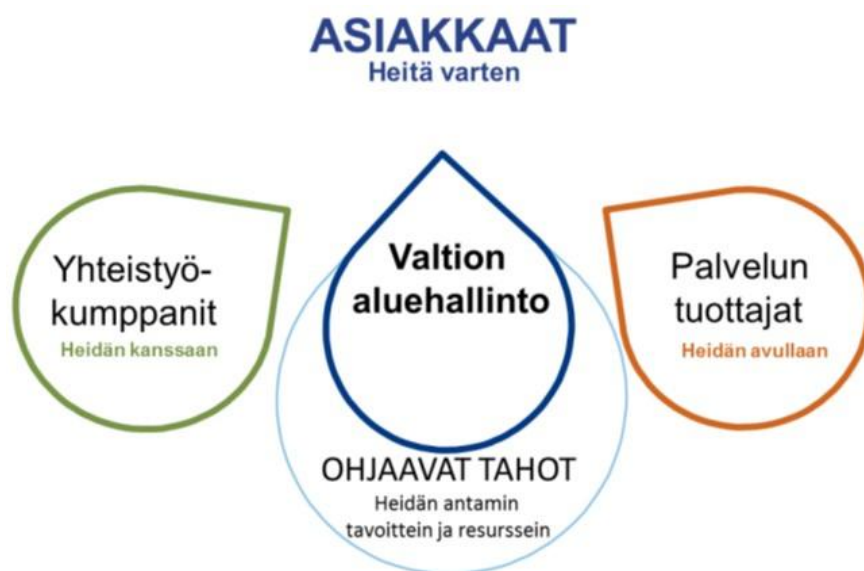 ASIAKKAAT
Heitä varten
Yhteistyö-
kumppanit
Heidän kanssaan
Valtion
aluehallinto
Palvelun
tuottajat
Heidän avullaan
OHJAAVAT TAHOT
Heidän antamin
tavoittein ja resurssein